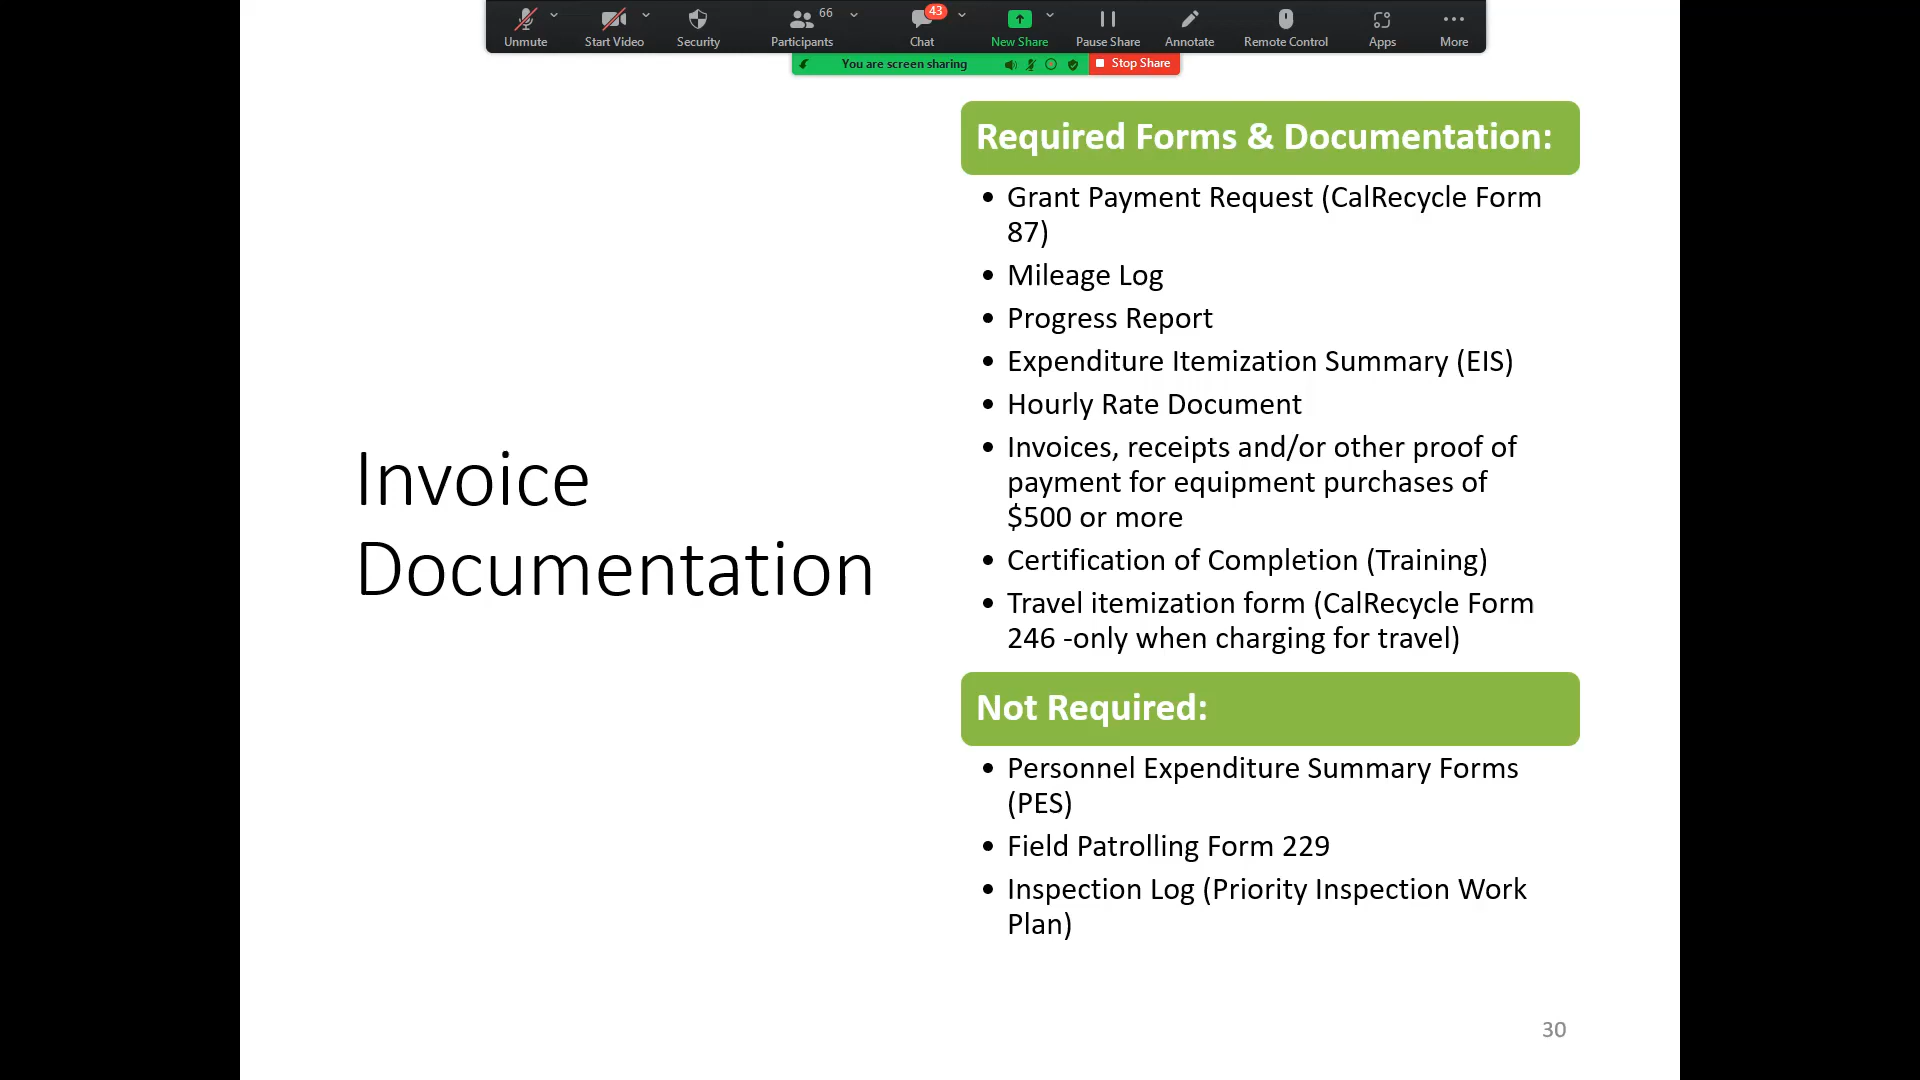 66
43
Unmute
Start Video
Security
Participants
Chat
New Share
Pause Share
Annotate
Remote Control
Apps
More
You are screen sharing
Stop Share
Invoice
Documentation
Required Forms & Documentation:
• Grant Payment Request (CalRecycle Form
87)
• Mileage Log
• Progress Report
• Expenditure Itemization Summary (EIS)
• Hourly Rate Document
• Invoices, receipts and/or other proof of
payment for equipment purchases of
$500 or more
• Certification of Completion (Training)
• Travel itemization form (CalRecycle Form
246 -only when charging for travel)
Not Required:
• Personnel Expenditure Summary Forms
(PES)
• Field Patrolling Form 229
• Inspection Log (Priority Inspection Work
Plan)
30